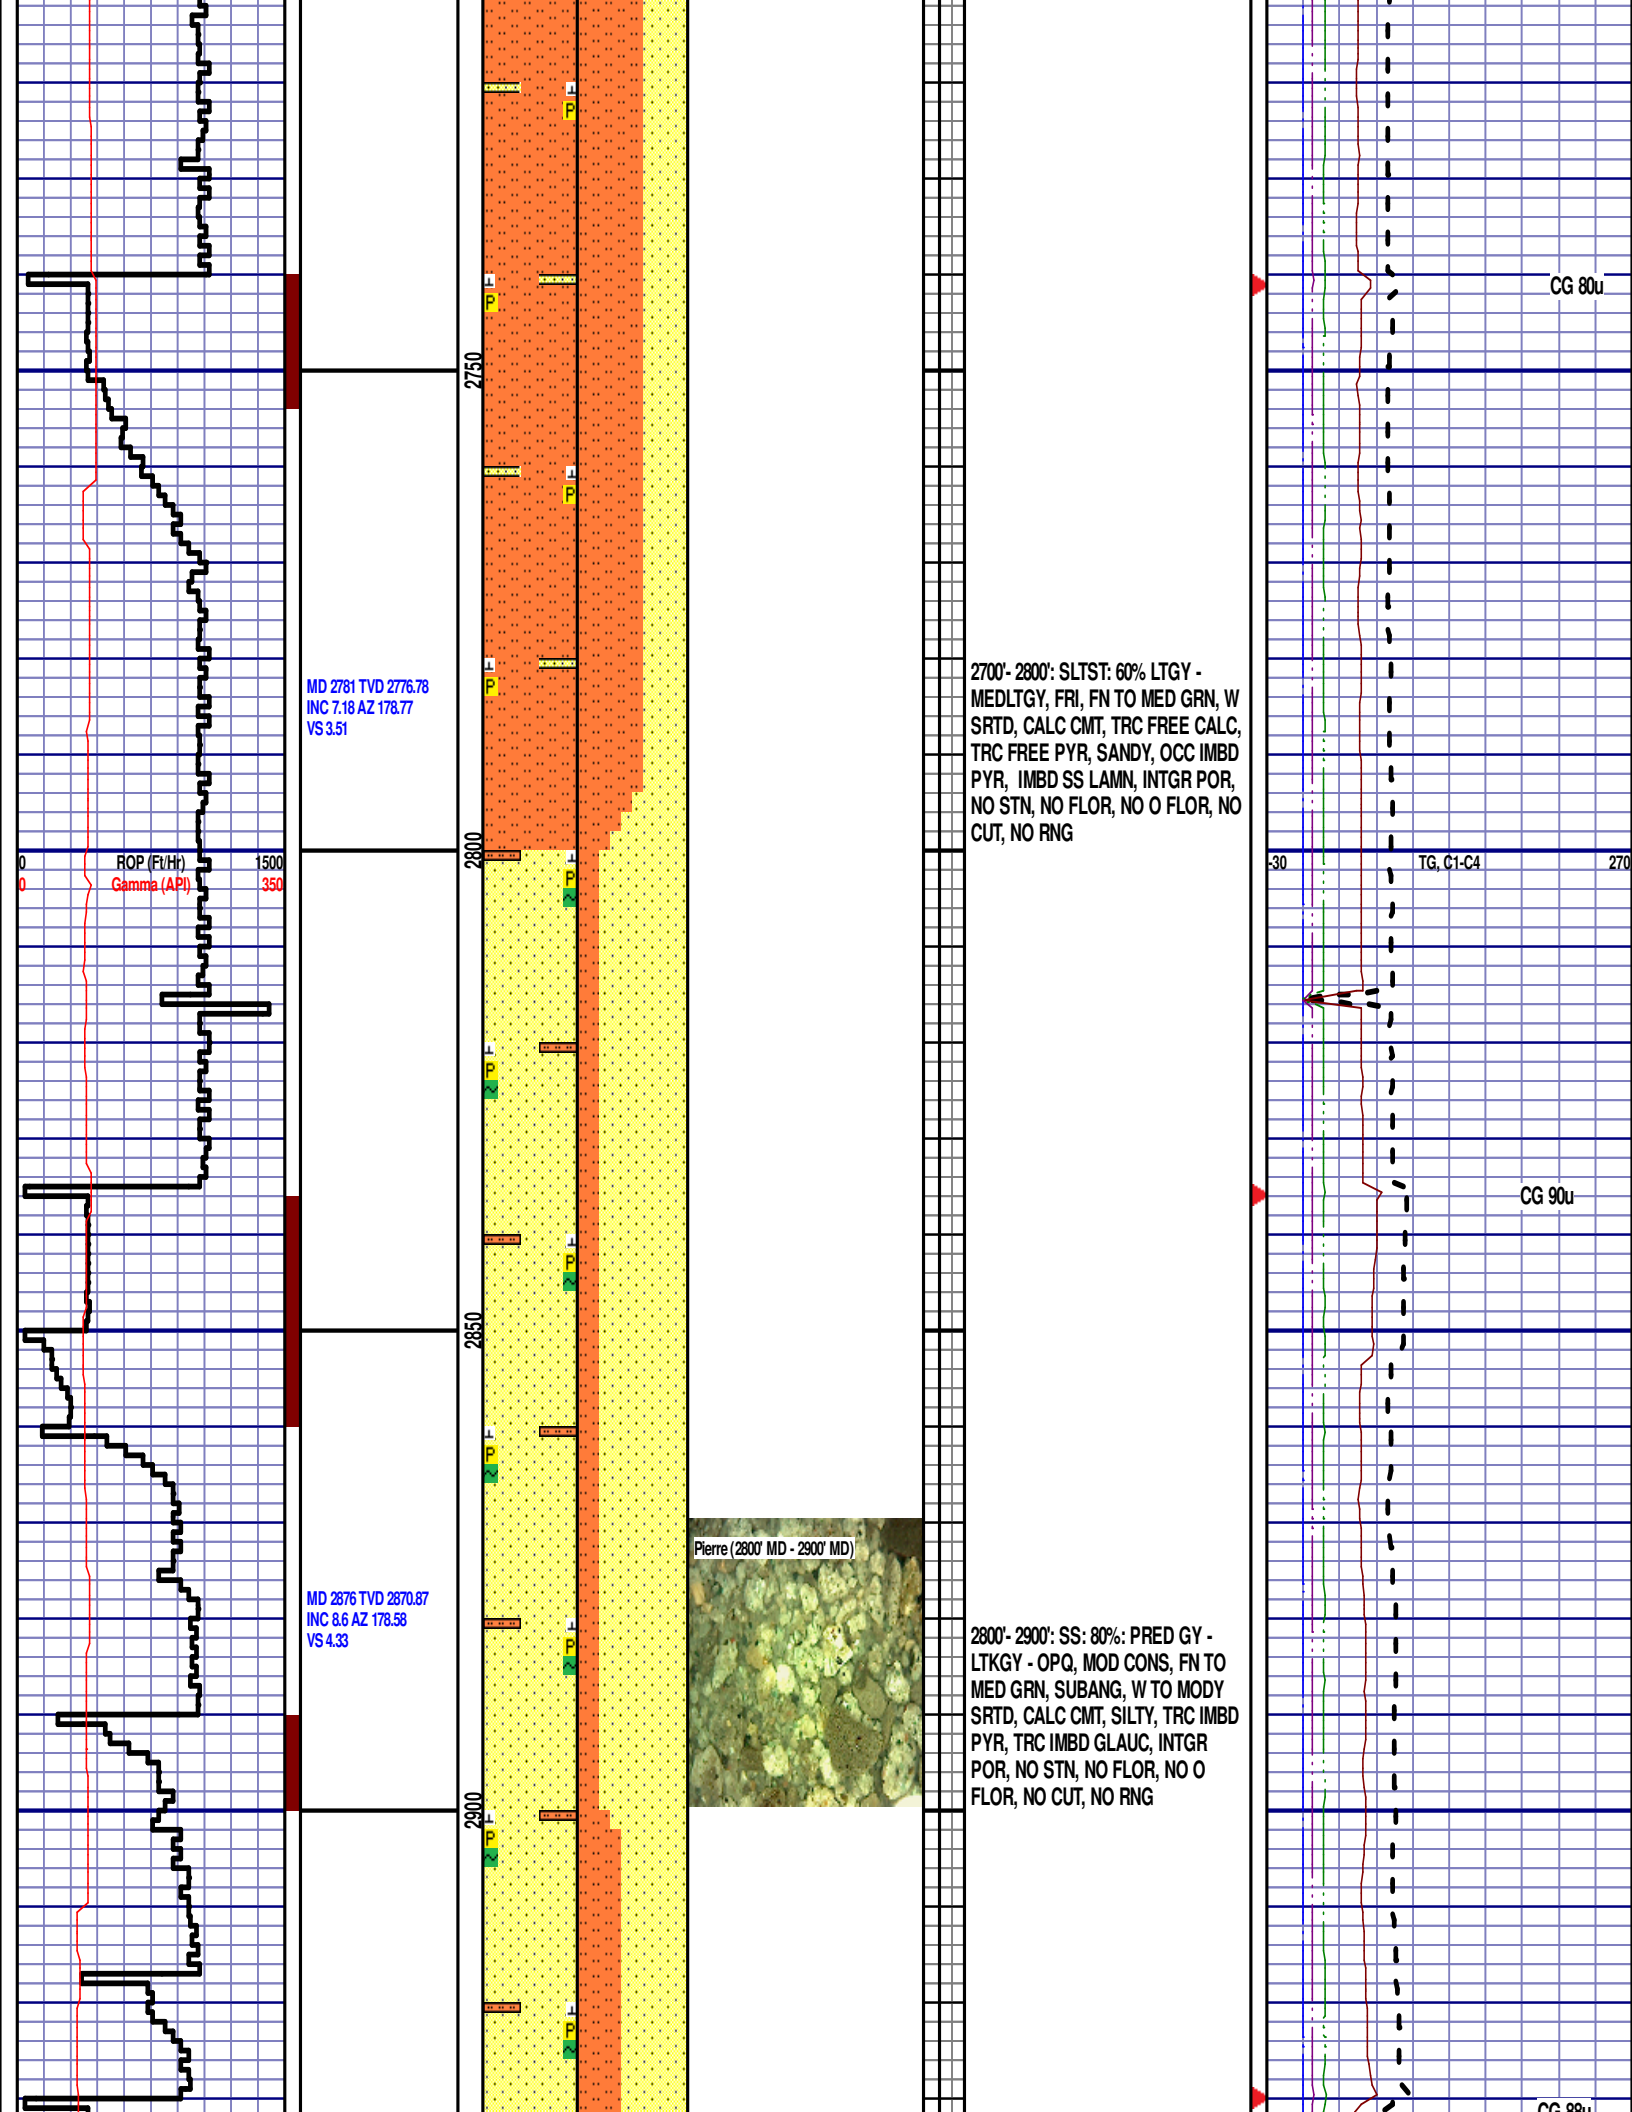 CG 80u
2750
MD 2781 TVD 2776.78
INC 7.18 AZ 178.77
VS 3.51
2700'- 2800': SLTST: 60% LTGY -
MEDLTGY, FRI, FN TO MED GRN, W
SRTD, CALC CMT, TRC FREE CALC,
TRC FREE PYR, SANDY, OCC IMBD
PYR, IMBD SS LAMN, INTGR POR,
NO STN, NO FLOR, NO O FLOR, NO
CUT, NO RNG
2800
0 ROP (Ft/Hr) 1500
0 Gamma (API) 350
-30 TG, C1-C4 270
CG 90u
2850
Pierre (2800' MD - 2900' MD)
MD 2876 TVD 2870.87
INC 8.6 AZ 178.58
VS 4.33
2800'- 2900': SS: 80%: PRED GY -
LTKGY - OPQ, MOD CONS, FN TO
MED GRN, SUBANG, W TO MODY
SRTD, CALC CMT, SILTY, TRC IMBD
PYR, TRC IMBD GLAUC, INTGR
POR, NO STN, NO FLOR, NO O
FLOR, NO CUT, NO RNG
2900
CG 88u
P
P
P
P
P
P
P
P
P
P
P